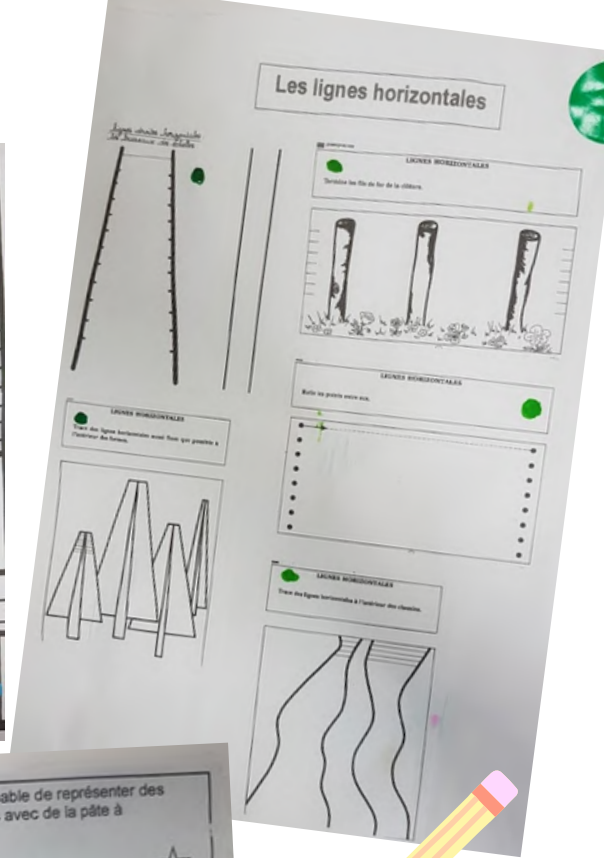 Les lignes horizontales
LIGNES HORIZONTALES
Termine les fils de fer de la clôture.
LIGNES HORIZONTALES
Relie les points entre eux.
LIGNES HORIZONTALES
Trace des lignes horizontales aussi fines que possible à
l'intérieur des formes.
LIGNES HORIZONTALES
Trace des lignes horizontales à l'intérieur des chemins.
able de représenter des
avec de la pâte à